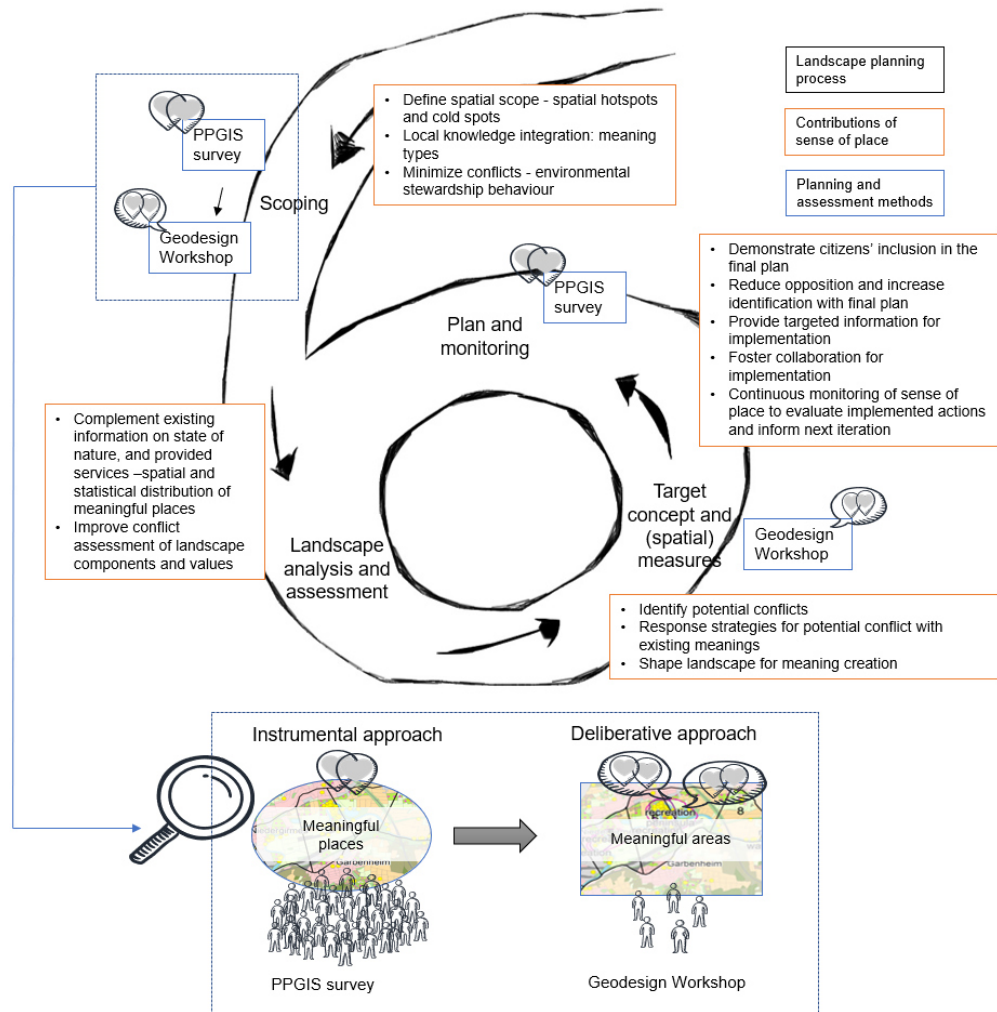 Landscape planning
process
Contributions of
sense of place
Planning and
assessment methods
PPGIS
survey
Geodesign
Workshop
Scoping
• Define spatial scope - spatial hotspots
and cold spots
• Local knowledge integration: meaning
types
• Minimize conflicts - environmental
stewardship behaviour
PPGIS
survey
Plan and
monitoring
• Demonstrate citizens' inclusion in the
final plan
• Reduce opposition and increase
identification with final plan
• Provide targeted information for
implementation
• Foster collaboration for
implementation
• Continuous monitoring of sense of
place to evaluate implemented actions
and inform next iteration
• Complement existing
information on state of
nature, and provided
services –spatial and
statistical distribution of
meaningful places
• Improve conflict
assessment of landscape
components and values
Landscape
analysis and
assessment
Target
concept and
(spatial)
measures
Geodesign
Workshop
• Identify potential conflicts
• Response strategies for potential conflict with
existing meanings
• Shape landscape for meaning creation
Instrumental approach
Meaningful
places
Garbenheim
PPGIS survey
Deliberative approach
recreation
8
Meaningful areas
Garbenheim
Geodesign Workshop